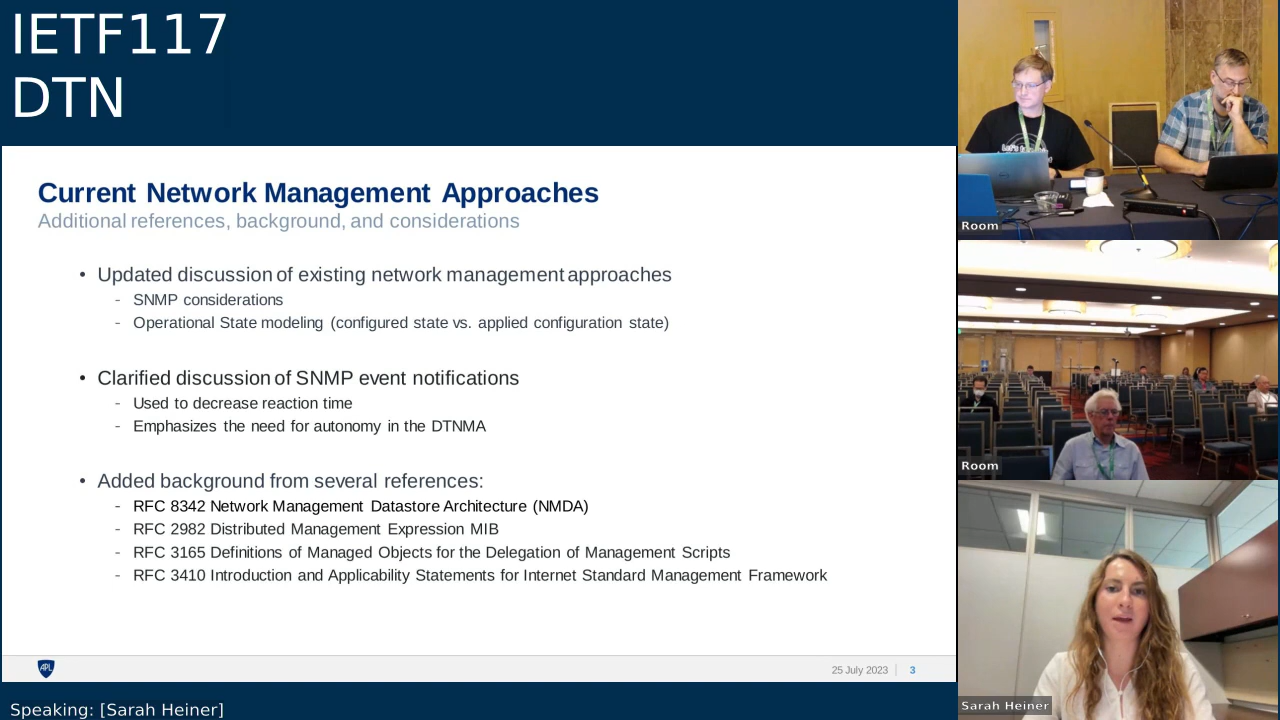 IETF117
DTN
Current Network Management Approaches
Additional references, background, and considerations
• Updated discussion of existing network management approaches
- SNMP considerations
- Operational State modeling (configured state vs. applied configuration state)
• Clarified discussion of SNMP event notifications
- Used to decrease reaction time
- Emphasizes the need for autonomy in the DTNMA
• Added background from several references:
- RFC 8342 Network Management Datastore Architecture (NMDA)
- RFC 2982 Distributed Management Expression MIB
- RFC 3165 Definitions of Managed Objects for the Delegation of Management Scripts
- RFC 3410 Introduction and Applicability Statements for Internet Standard Management Framework
APL
25 July 2023 | 3
Speaking: [Sarah Heiner]
Room
Room
Sarah Heiner